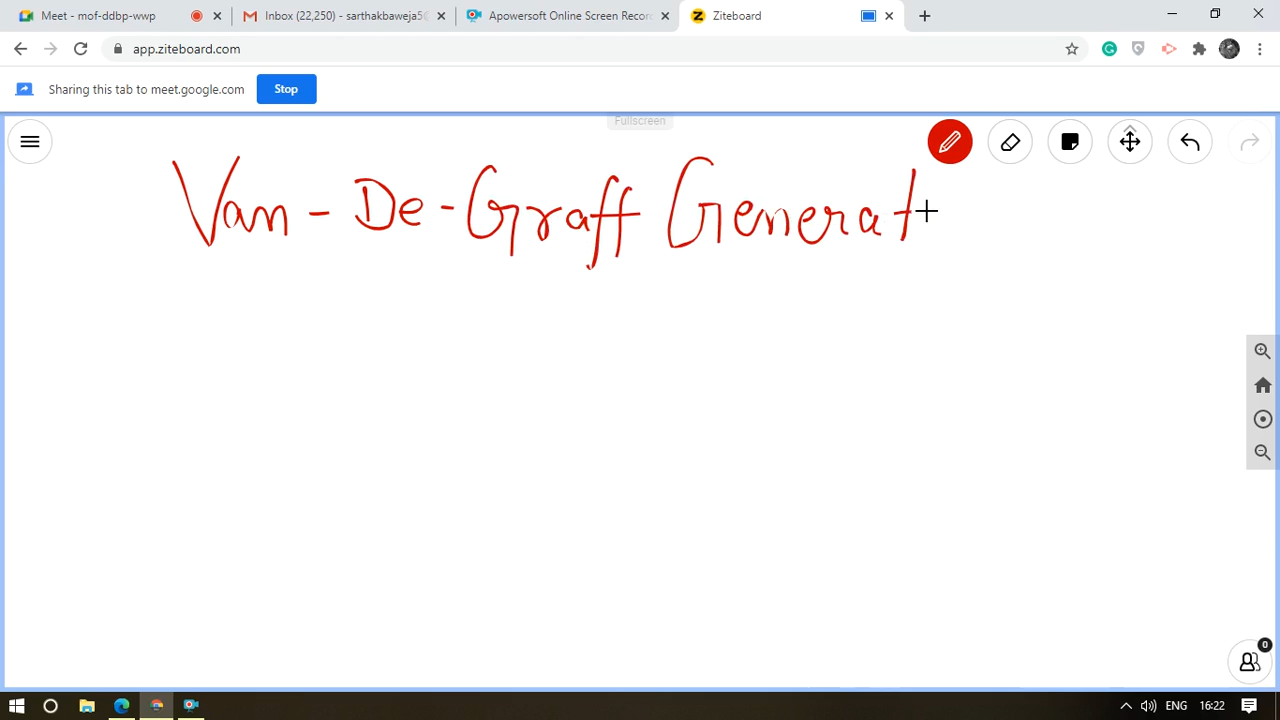 Meet - mof-ddbp-wwp
Inbox (22,250) - sarthakbaweja5
Apowersoft Online Screen Recor
Ziteboard
app.ziteboard.com
Sharing this tab to meet.google.com
Stop
Fullscreen
Van - De - Graff Generat
0
ENG
16:22